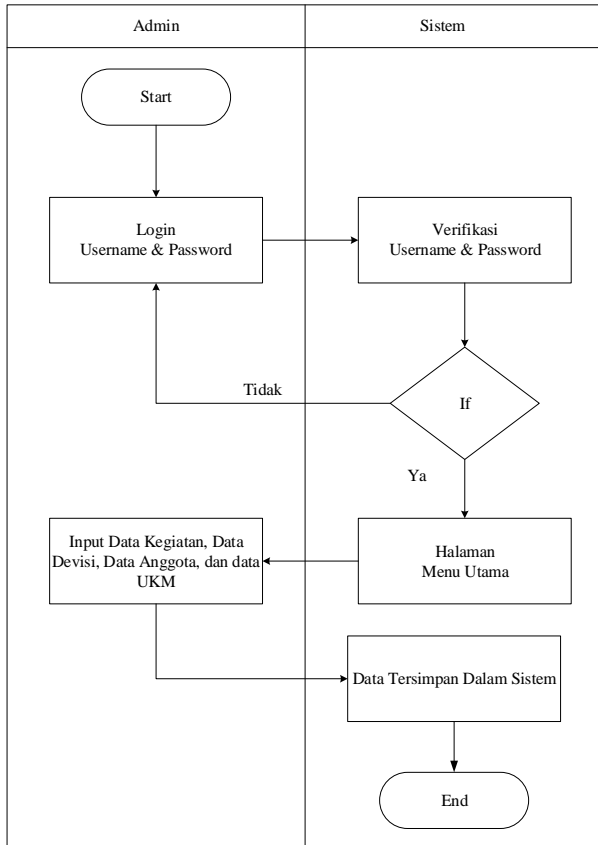 Admin
Sistem
Start
Login
Username & Password
Verifikasi
Username & Password
If
Tidak
Ya
Halaman
Menu Utama
Input Data Kegiatan, Data
Devisi, Data Anggota, dan data
UKM
Data Tersimpan Dalam Sistem
End